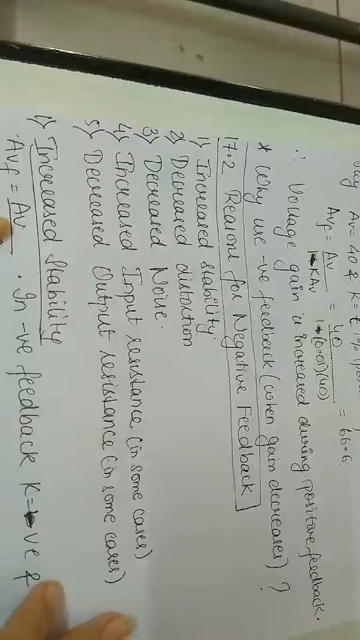 Av = 40 &
Avf = Av / 1-KAv = 40 / 1-(0.01)(40) = 66.6
∴ Voltage gain is increased during positive feedback.
* Why use -ve feedback (when gain decreases) ?
17.2 Reasons for Negative Feedback
1) Increased stability
2) Decreased distortion
3) Decreased Noise.
4) Increased Input resistance (in some cases)
5) Decreased Output resistance (in some cases)
1) Increased Stability
Avf = Av . In -ve feedback K = -ve &